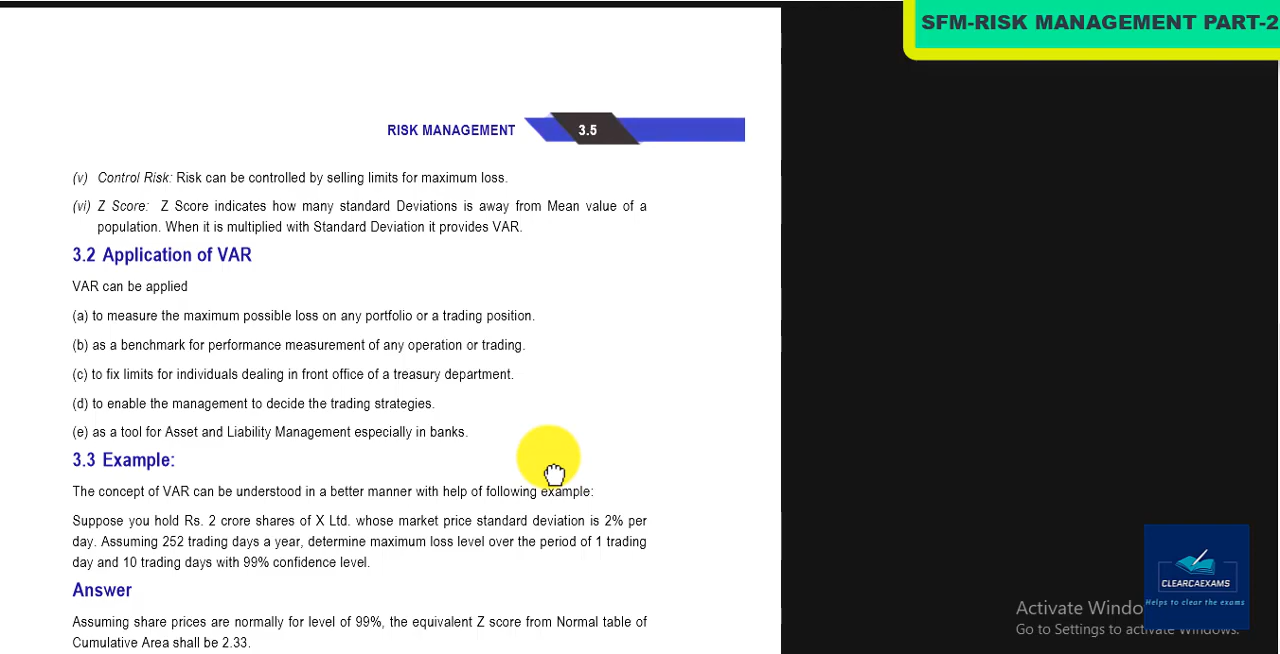 SFM-RISK MANAGEMENT PART-2
RISK MANAGEMENT 3.5
(v) Control Risk: Risk can be controlled by selling limits for maximum loss.
(vi) Z Score: Z Score indicates how many standard Deviations is away from Mean value of a
population. When it is multiplied with Standard Deviation it provides VAR.
3.2 Application of VAR
VAR can be applied
(a) to measure the maximum possible loss on any portfolio or a trading position.
(b) as a benchmark for performance measurement of any operation or trading.
(c) to fix limits for individuals dealing in front office of a treasury department.
(d) to enable the management to decide the trading strategies.
(e) as a tool for Asset and Liability Management especially in banks.
3.3 Example:
The concept of VAR can be understood in a better manner with help of following example:
Suppose you hold Rs. 2 crore shares of X Ltd. whose market price standard deviation is 2% per
day. Assuming 252 trading days a year, determine maximum loss level over the period of 1 trading
day and 10 trading days with 99% confidence level.
Answer
Assuming share prices are normally for level of 99%, the equivalent Z score from Normal table of
Cumulative Area shall be 2.33.
CLEARCAEXAMS
Helps to clear the exams
Activate Windo
Go to Settings to activate Windows.